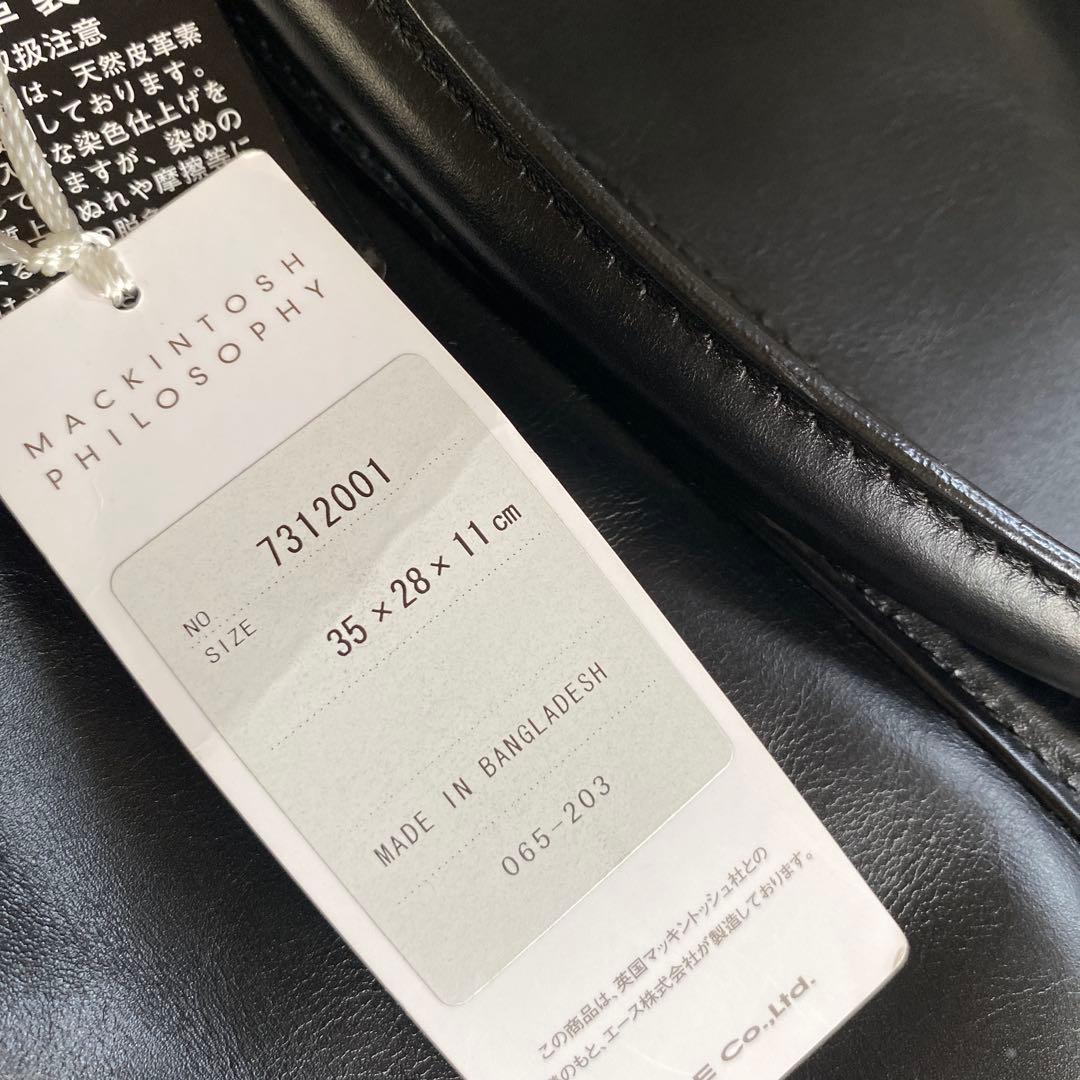 取扱注意
は、天然皮革素
しております。
な染色仕上げを
ますが、染めの
ぬれや摩擦等に
MACKINTOSH
PHILOSOPHY
NO. 7312001
SIZE 35×28×11cm
MADE IN BANGLADESH
065-203
この商品は、英国マッキントッシュ社との
のもと、エース株式会社が製造しております。
E Co.,Ltd.